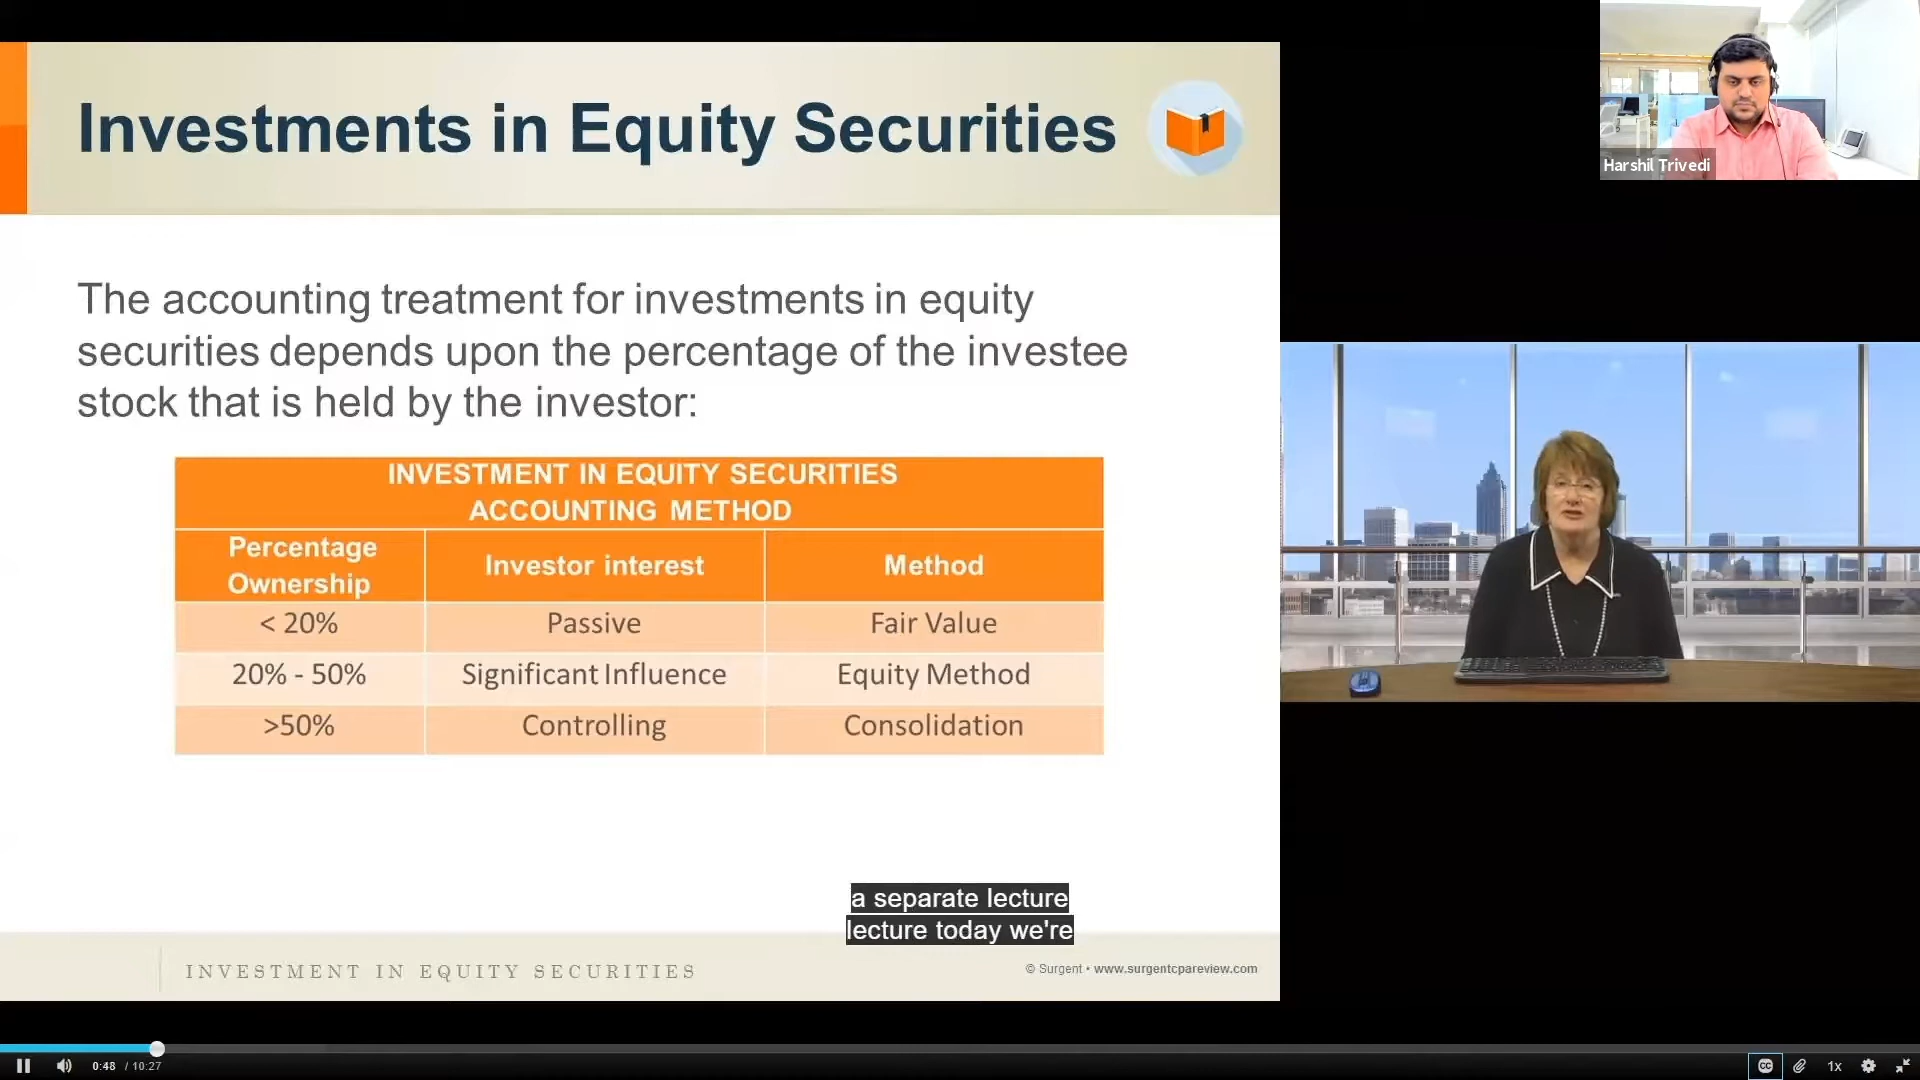 Investments in Equity Securities
Harshil Trivedi
The accounting treatment for investments in equity
securities depends upon the percentage of the investee
stock that is held by the investor:
INVESTMENT IN EQUITY SECURITIES
ACCOUNTING METHOD
Percentage
Ownership
Investor interest
Method
< 20%
Passive
Fair Value
20% - 50%
Significant Influence
Equity Method
>50%
Controlling
Consolidation
a separate lecture
lecture today we're
INVESTMENT IN EQUITY SECURITIES
© Surgent • www.surgentcpareview.com
0:48 / 10:27
CC
1x